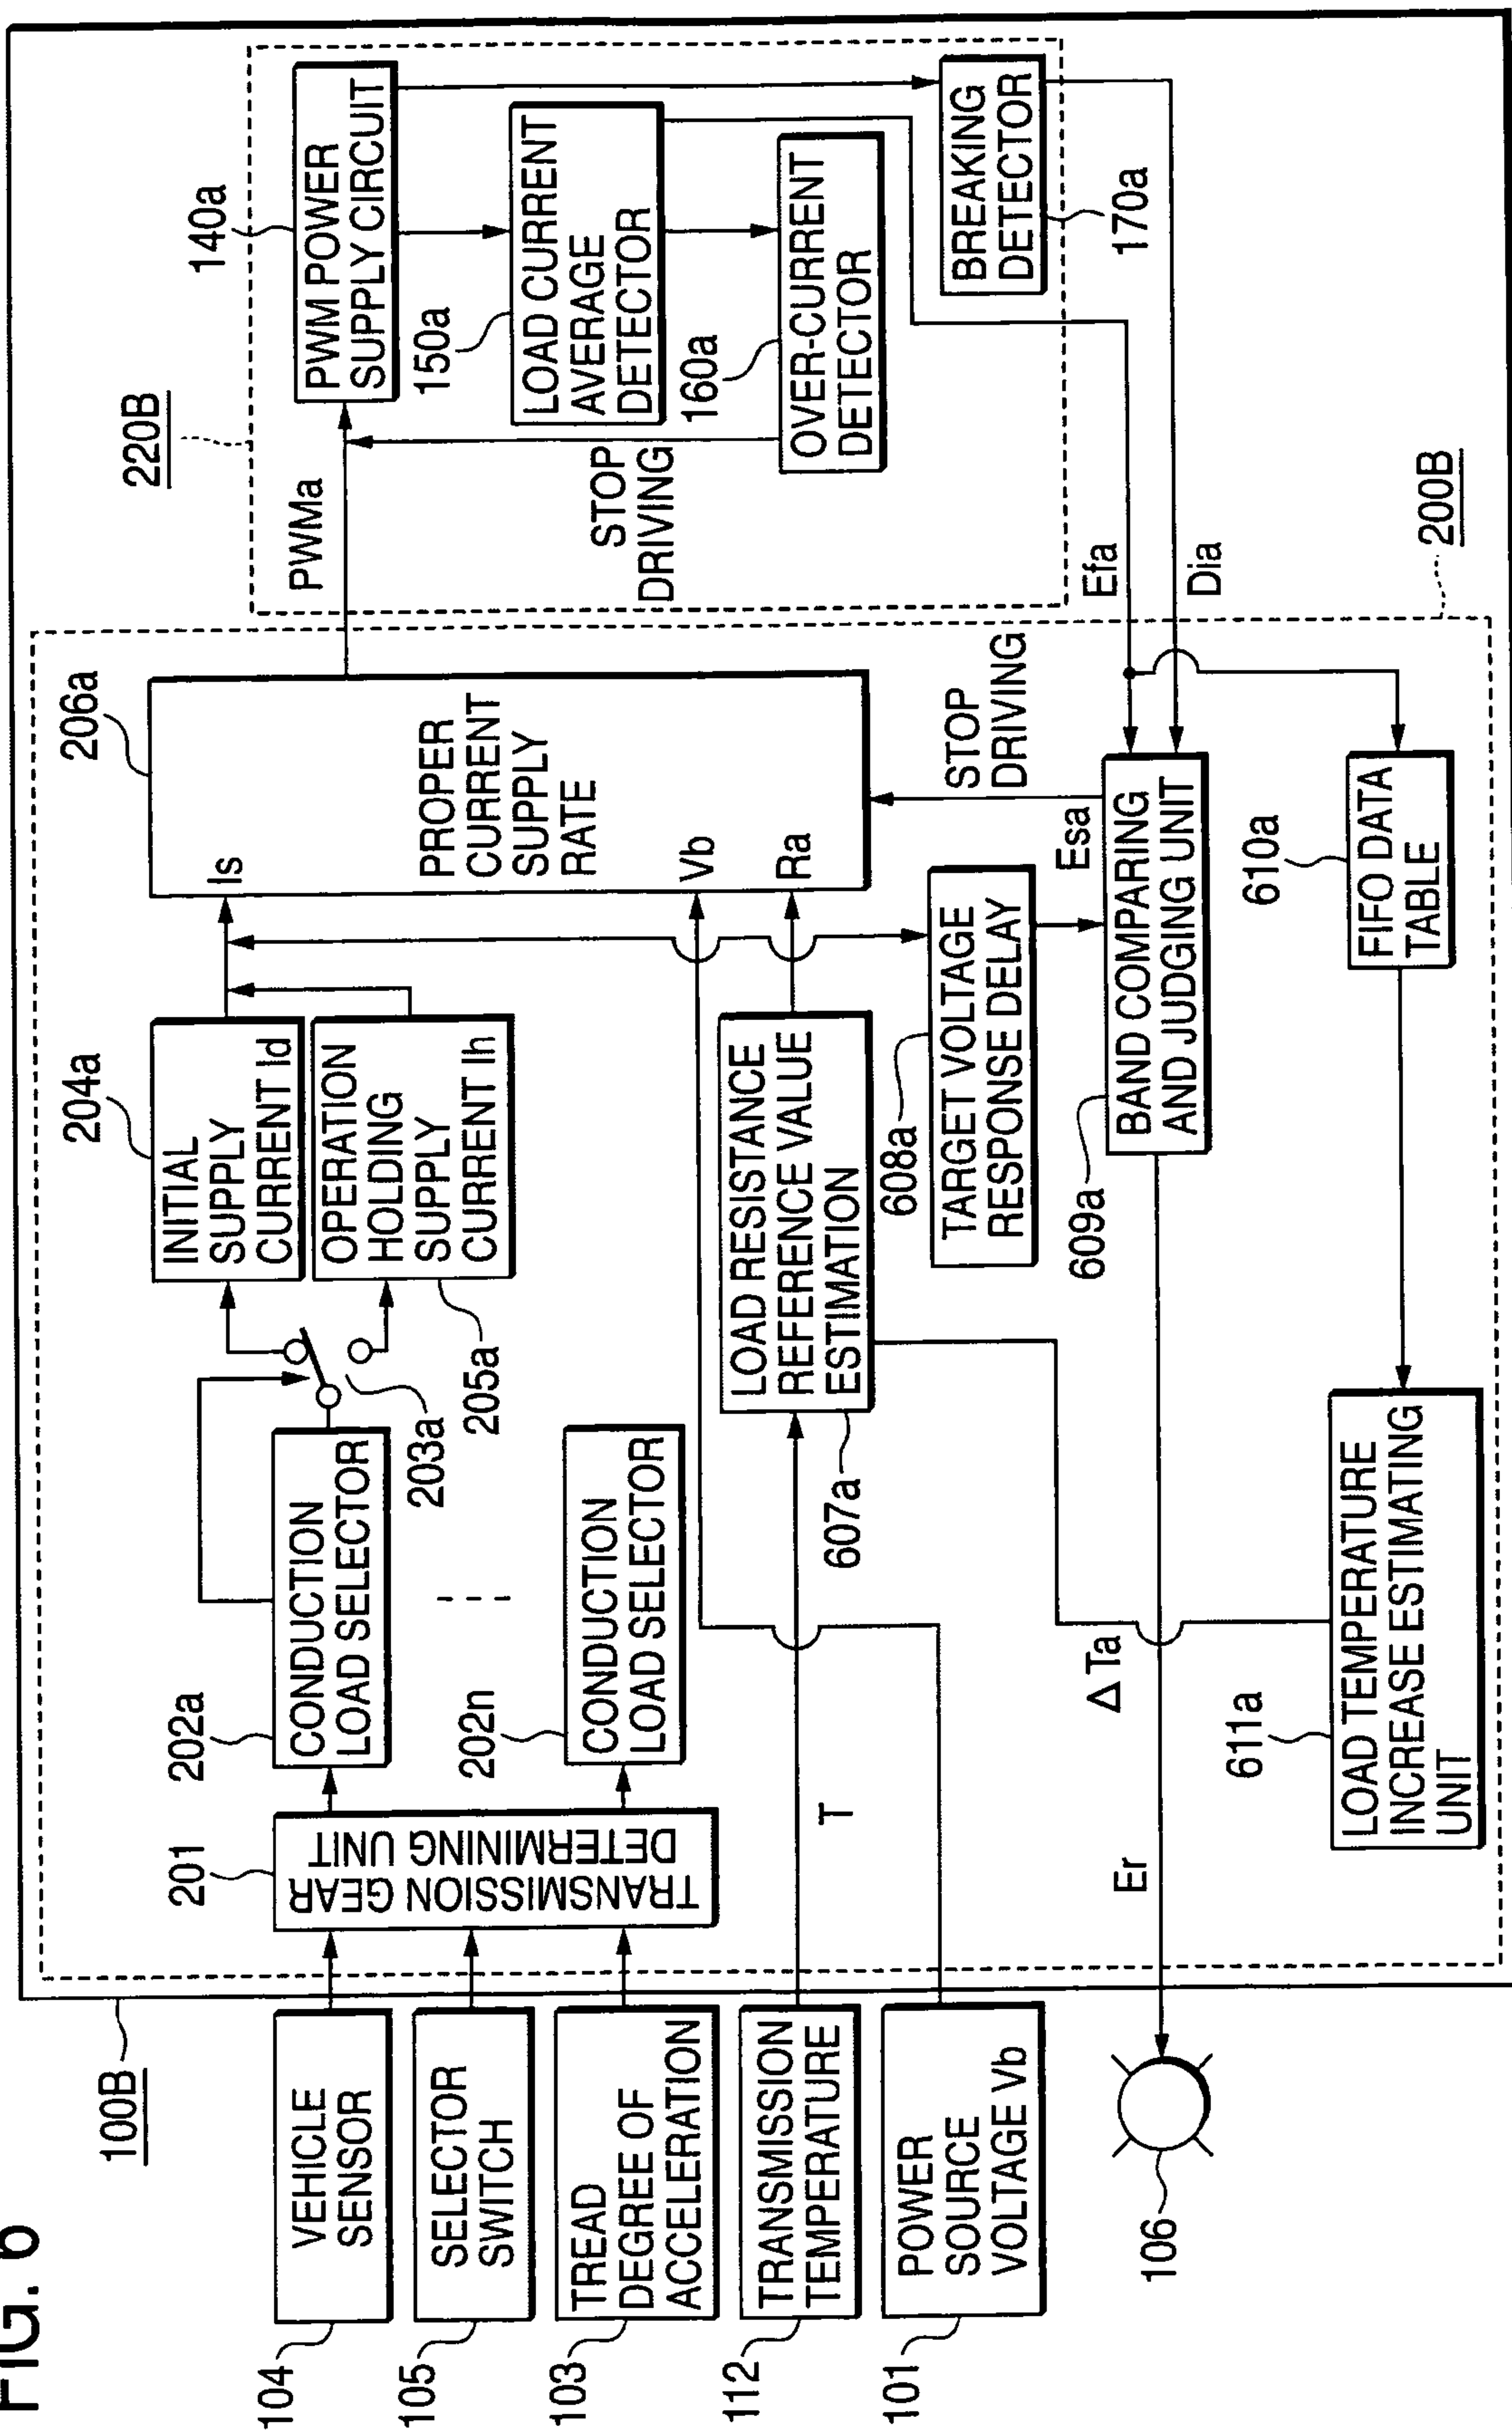 FIG. 6
100B
104
VEHICLE
SENSOR
105
SELECTOR
SWITCH
103
TREAD
DEGREE OF
ACCELERATION
112
TRANSMISSION
TEMPERATURE
101
POWER
SOURCE
VOLTAGE Vb
106
201
TRANSMISSION GEAR
DETERMINING UNIT
202a
CONDUCTION
LOAD SELECTOR
202n
CONDUCTION
LOAD SELECTOR
203a
204a
INITIAL
SUPPLY
CURRENT Id
OPERATION
HOLDING
SUPPLY
CURRENT Ih
205a
206a
Is
PROPER
CURRENT
SUPPLY
RATE
Vb
Ra
T
607a
LOAD RESISTANCE
REFERENCE VALUE
ESTIMATION
608a
TARGET VOLTAGE
RESPONSE DELAY
Esa
STOP
DRIVING
609a
BAND COMPARING
AND JUDGING UNIT
Er
Δ Ta
611a
LOAD TEMPERATURE
INCREASE ESTIMATING
UNIT
610a
FIFO DATA
TABLE
200B
220B
PWMa
140a
PWM POWER
SUPPLY CIRCUIT
150a
LOAD CURRENT
AVERAGE
DETECTOR
160a
OVER-CURRENT
DETECTOR
STOP
DRIVING
BREAKING
DETECTOR
170a
Efa
Dia